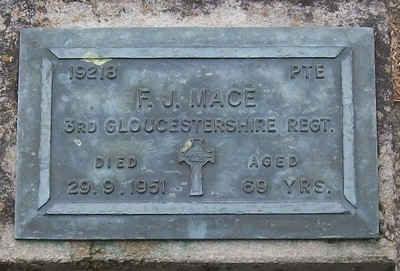 19218 PTE
F. J. MACE
3RD GLOUCESTERSHIRE REGT.
DIED AGED
29.9.1951 69 YRS.